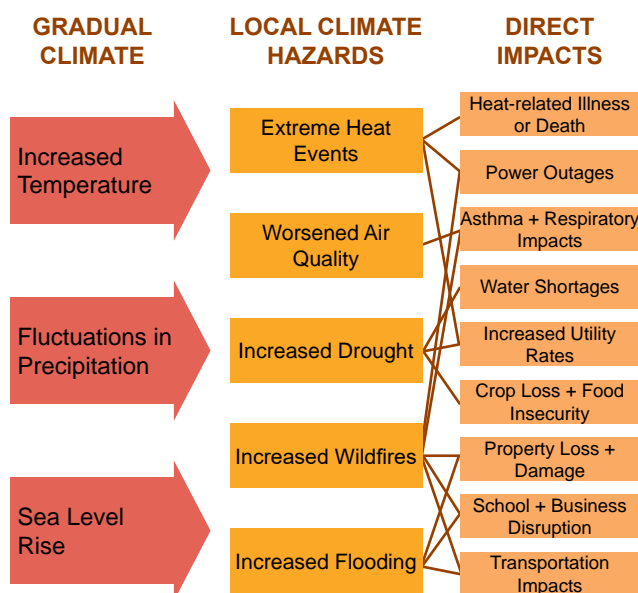 GRADUAL
CLIMATE
LOCAL CLIMATE
HAZARDS
DIRECT
IMPACTS
Increased
Temperature
Fluctuations in
Precipitation
Sea Level
Rise
Extreme Heat
Events
Worsened Air
Quality
Increased Drought
Increased Wildfires
Increased Flooding
Heat-related Illness
or Death
Power Outages
Asthma + Respiratory
Impacts
Water Shortages
Increased Utility
Rates
Crop Loss + Food
Insecurity
Property Loss +
Damage
School + Business
Disruption
Transportation
Impacts